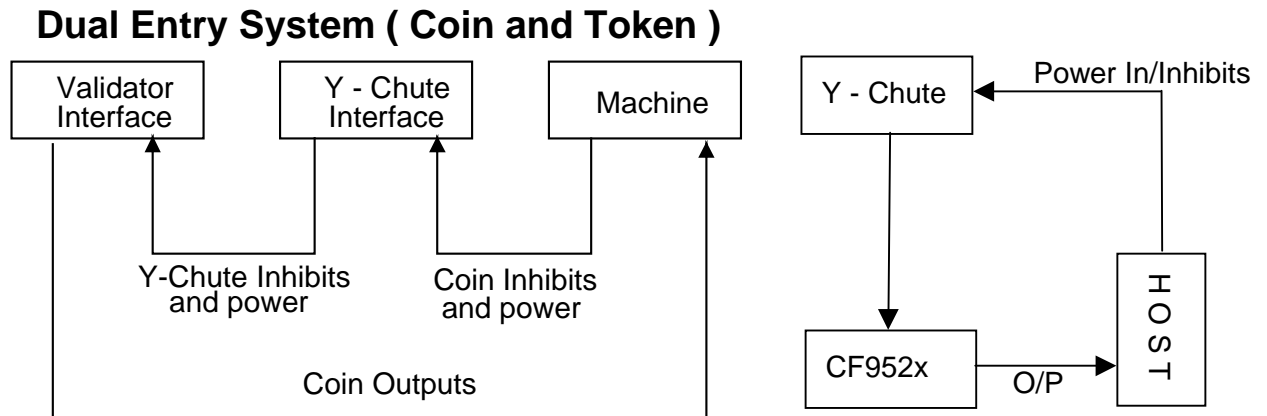 Dual Entry System ( Coin and Token )
Validator
Interface
Y - Chute
Interface
Machine
Y-Chute Inhibits
and power
Coin Inhibits
and power
Coin Outputs
Y - Chute
Power In/Inhibits
CF952x
O/P
HOST